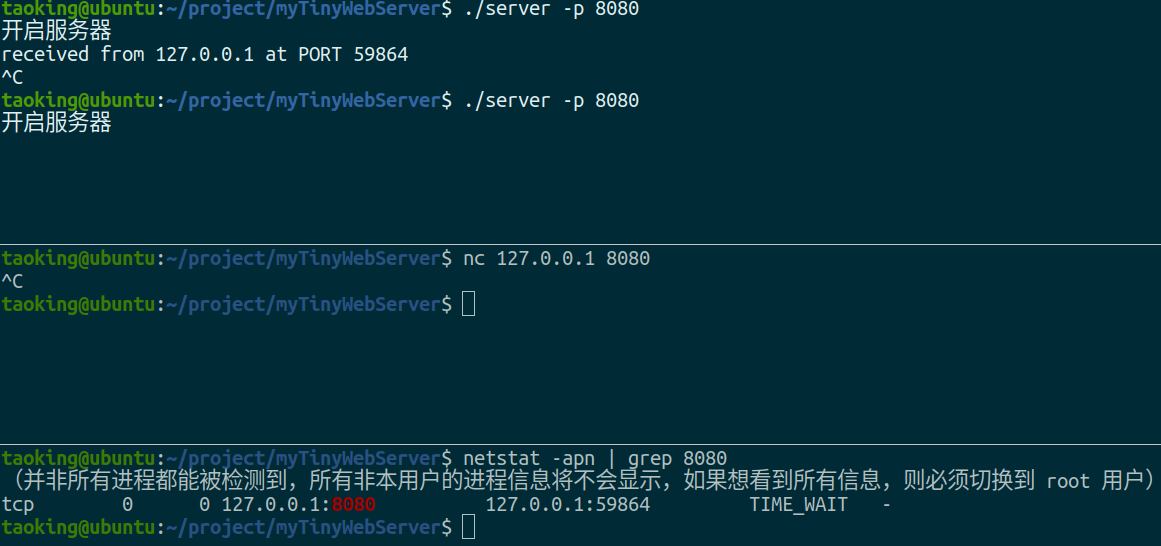 taoking@ubuntu:~/project/myTinyWebServer$ ./server -p 8080
开启服务器
received from 127.0.0.1 at PORT 59864
^C
taoking@ubuntu:~/project/myTinyWebServer$ ./server -p 8080
开启服务器
taoking@ubuntu:~/project/myTinyWebServer$ nc 127.0.0.1 8080
^C
taoking@ubuntu:~/project/myTinyWebServer$
taoking@ubuntu:~/project/myTinyWebServer$ netstat -apn | grep 8080
（并非所有进程都能被检测到，所有非本用户的进程信息将不会显示，如果想看到所有信息，则必须切换到 root 用户）
tcp        0      0 127.0.0.1:8080          127.0.0.1:59864         TIME_WAIT   -
taoking@ubuntu:~/project/myTinyWebServer$